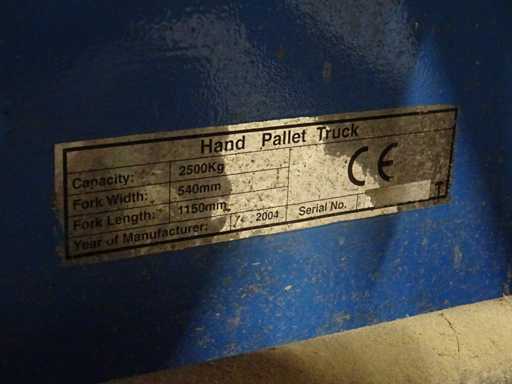 Hand Pallet Truck
Capacity: 2500Kg
Fork Width: 540mm
Fork Length: 1150mm
Year of Manufacturer: 2004
Serial No.
CE